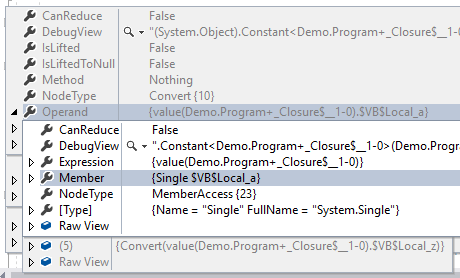 CanReduce False
DebugView "(System.Object).Constant<Demo.Program+_Closure$__1-0>
IsLifted False
IsLiftedToNull False
Method Nothing
NodeType Convert {10}
Operand {value(Demo.Program+_Closure$__1-0).$VB$Local_a}
CanReduce False
DebugView ".Constant<Demo.Program+_Closure$__1-0>(Demo.Progran
Expression {value(Demo.Program+_Closure$__1-0)}
Member {Single $VB$Local_a}
NodeType MemberAccess {23}
[Type] {Name = "Single" FullName = "System.Single"}
Raw View
(5) {Convert(value(Demo.Program+_Closure$__1-0).$VB$Local_z)}
Raw View